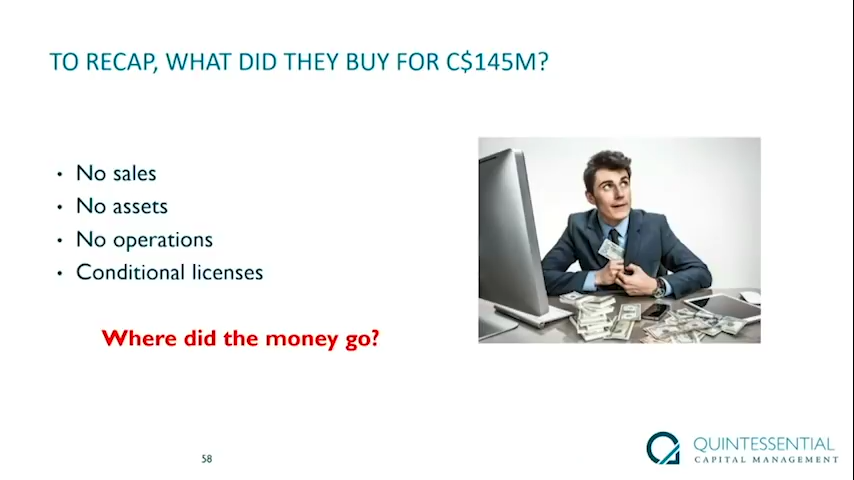 TO RECAP, WHAT DID THEY BUY FOR C$145M?
• No sales
• No assets
• No operations
• Conditional licenses
Where did the money go?
58
QUINTESSENTIAL
CAPITAL MANAGEMENT